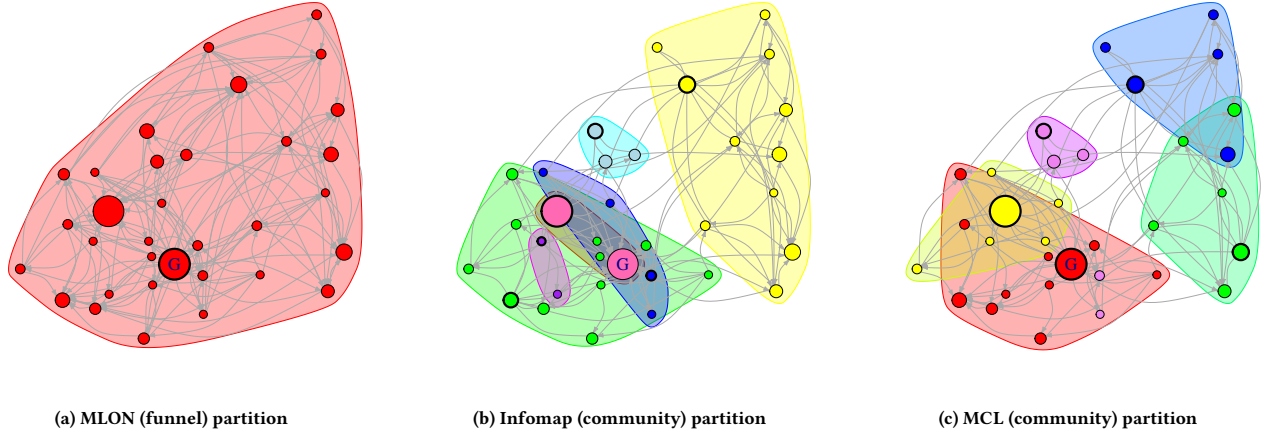 G
G
G
(a) MLON (funnel) partition
(b) Infomap (community) partition
(c) MCL (community) partition